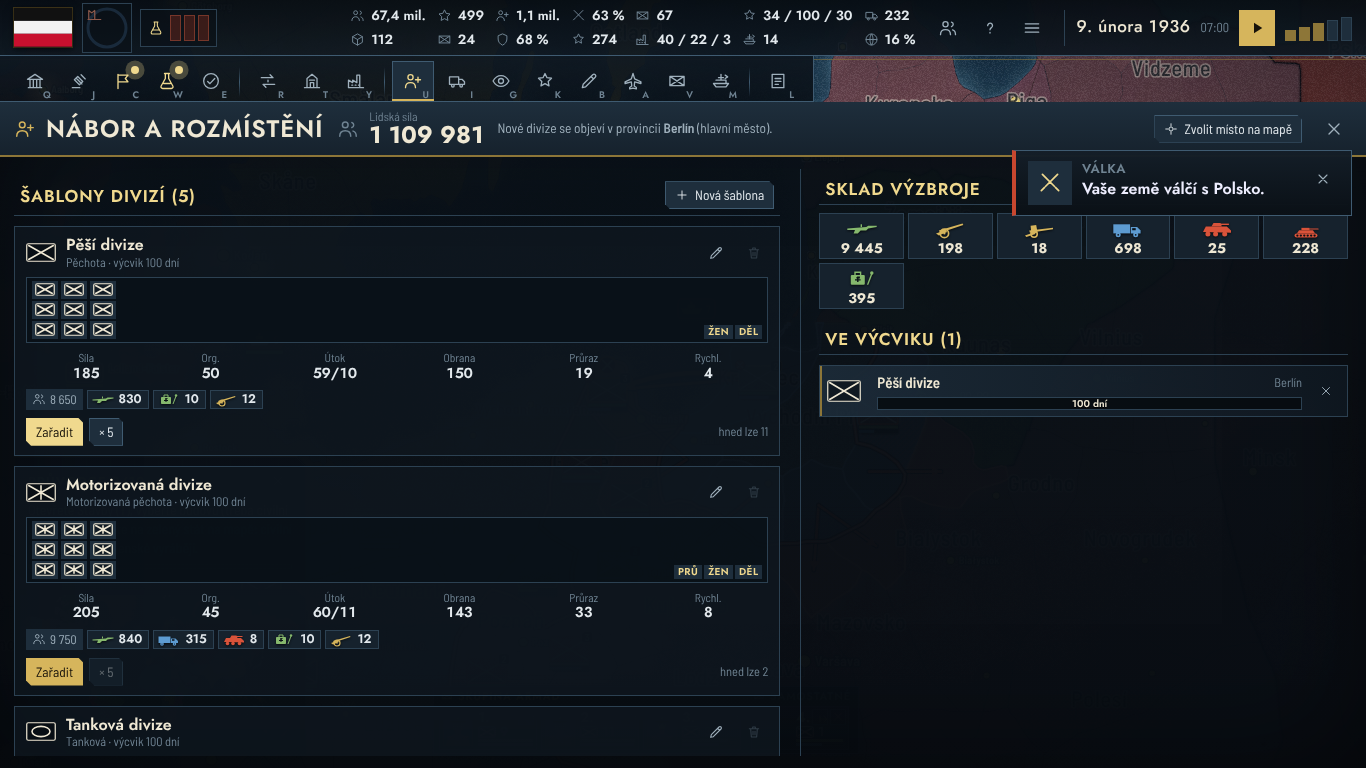 67,4 mil. 499 1,1 mil. 63 % 67 34 / 100 / 30 232
112 24 68 % 274 40 / 22 / 3 14 16 %
? 9. února 1936 07:00
Q J C W E R T Y U I G K B A V M L
Vidzeme
Riga
NÁBOR A ROZMÍSTĚNÍ
Lidská síla
1 109 981
Nové divize se objeví v provincii Berlín (hlavní město).
Zvolit místo na mapě
VÁLKA
Vaše země válčí s Polsko.
ŠABLONY DIVIZÍ (5)
Nová šablona
Pěší divize
Pěchota · výcvik 100 dní
ŽEN DĚL
Síla Org. Útok Obrana Průraz Rychl.
185 50 59/10 150 19 4
8 650 830 10 12
Zařadit ×5 hned lze 11
Motorizovaná divize
Motorizovaná pěchota · výcvik 100 dní
PRŮ ŽEN DĚL
Síla Org. Útok Obrana Průraz Rychl.
205 45 60/11 143 33 8
9 750 840 315 8 10 12
Zařadit ×5 hned lze 2
Tanková divize
Tanková · výcvik 100 dní
SKLAD VÝZBROJE
9 445 198 18 698 25 228
395
VE VÝCVIKU (1)
Pěší divize Berlín
100 dní